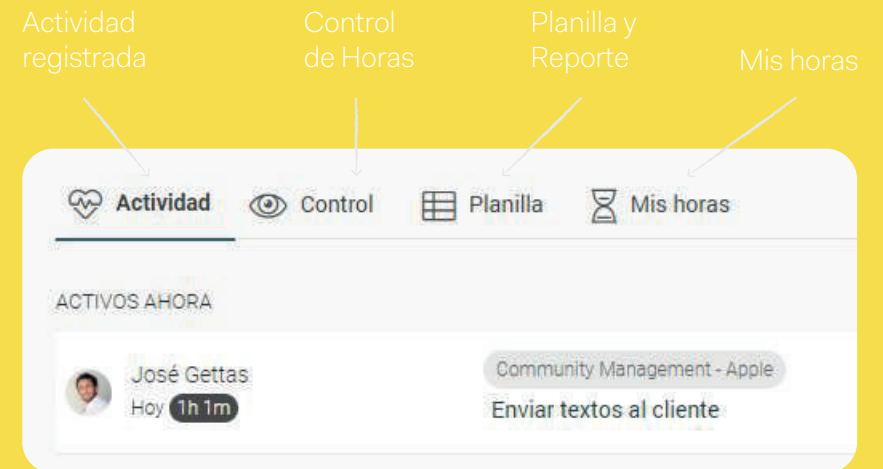 Actividad
registrada
Control
de Horas
Planilla y
Reporte
Mis horas
Actividad
Control
Planilla
Mis horas
ACTIVOS AHORA
José Gettas
Hoy 1h 1m
Community Management - Apple
Enviar textos al cliente